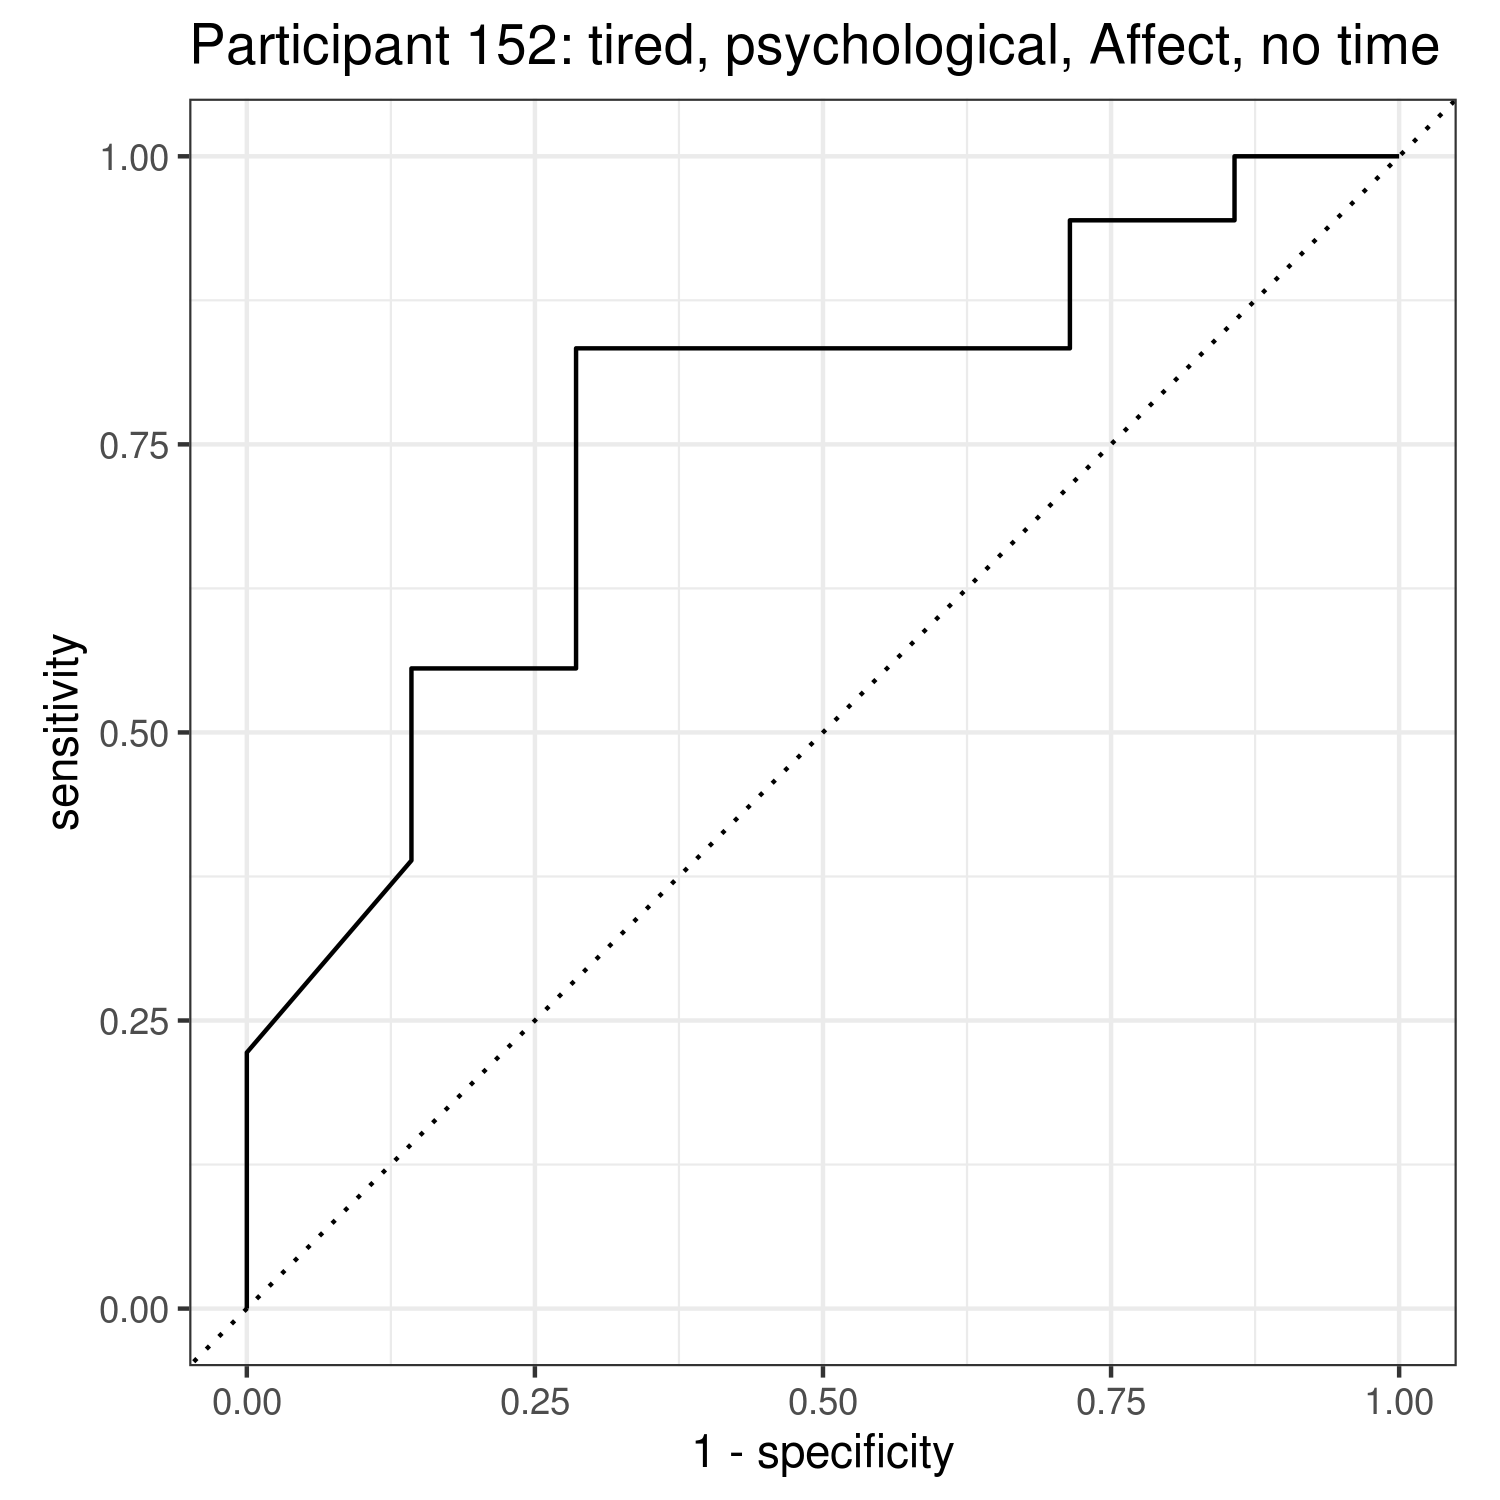 Participant 152: tired, psychological, Affect, no time
sensitivity
1.00
0.75
0.50
0.25
0.00
0.00 0.25 0.50 0.75 1.00
1 - specificity